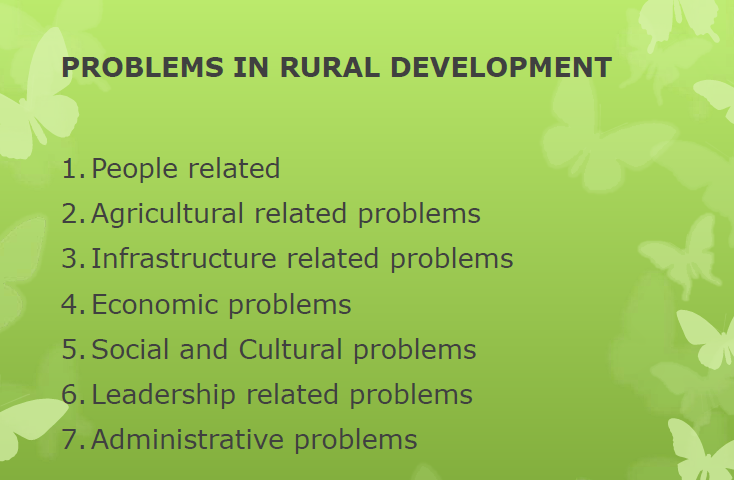 PROBLEMS IN RURAL DEVELOPMENT
1. People related
2. Agricultural related problems
3. Infrastructure related problems
4. Economic problems
5. Social and Cultural problems
6. Leadership related problems
7. Administrative problems